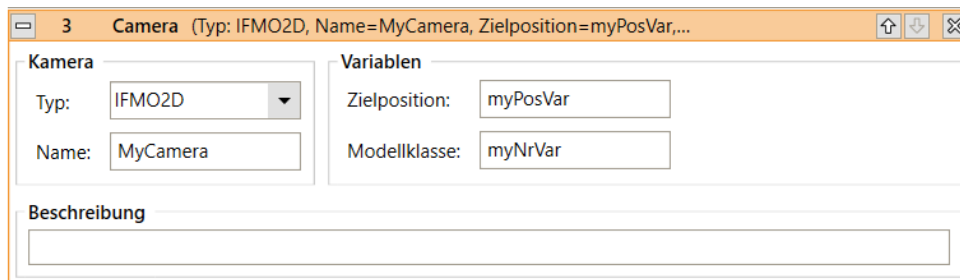 3 Camera (Typ: IFMO2D, Name=MyCamera, Zielposition=myPosVar,...
Kamera Variablen
Typ: IFMO2D Zielposition: myPosVar
Name: MyCamera Modellklasse: myNrVar
Beschreibung